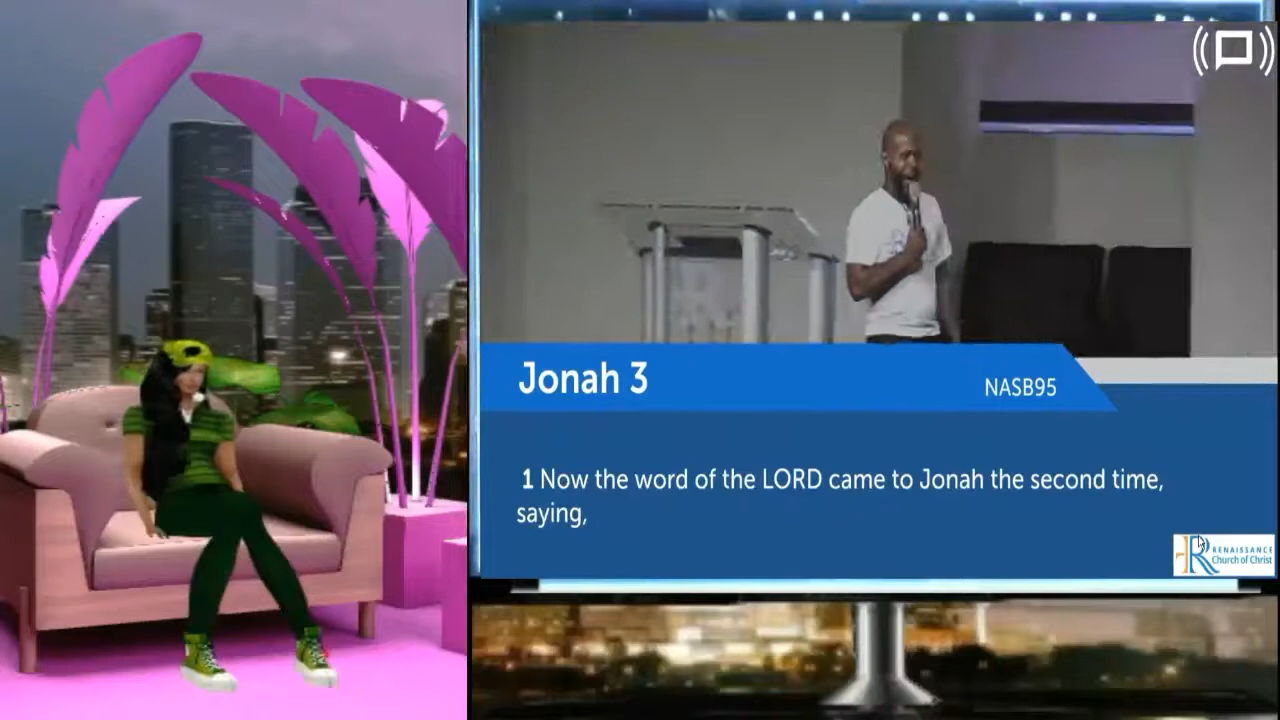 Jonah 3
NASB95
1 Now the word of the LORD came to Jonah the second time,
saying,
RENAISSANCE
Church of Christ